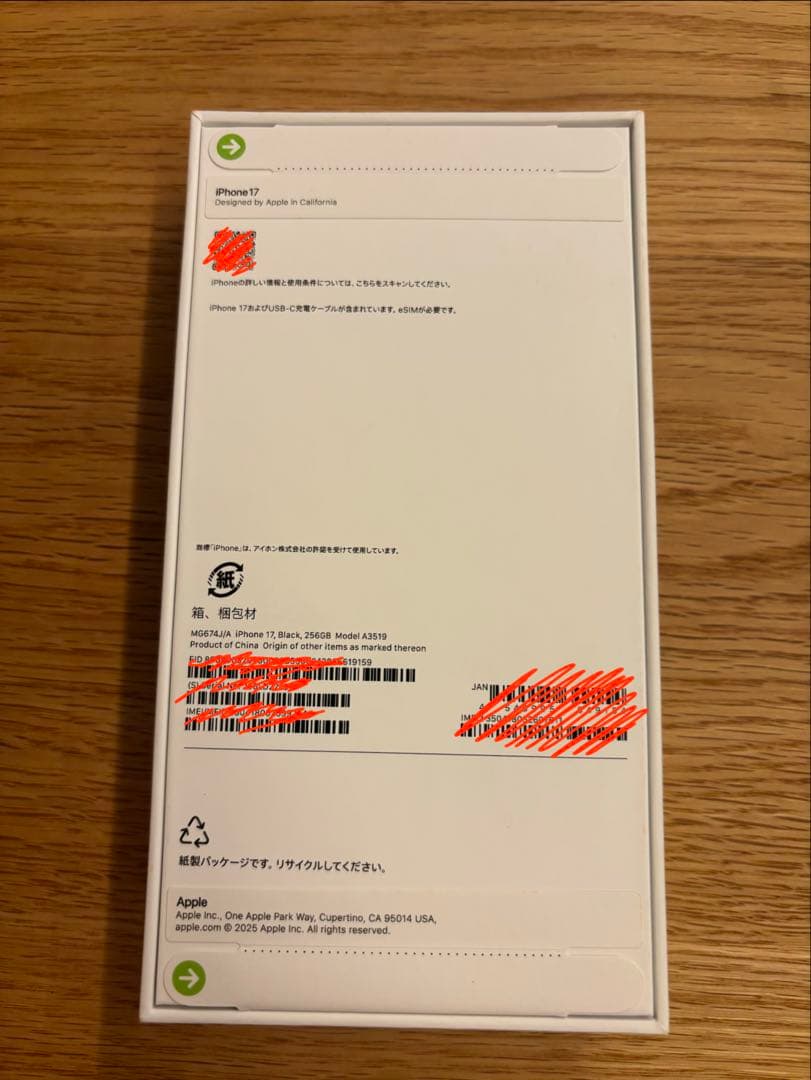 iPhone 17
Designed by Apple in California
iPhoneの詳しい情報と使用条件については、こちらをスキャンしてください。
iPhone 17およびUSB-C充電ケーブルが含まれています。eSIMが必要です。
商標「iPhone」は、アイホン株式会社の許諾を受けて使用しています。
紙
箱、梱包材
MG674J/A iPhone 17, Black, 256GB Model A3519
Product of China Origin of other items as marked thereon
EID
JAN
紙製パッケージです。リサイクルしてください。
Apple
Apple Inc., One Apple Park Way, Cupertino, CA 95014 USA,
apple.com © 2025 Apple Inc. All rights reserved.